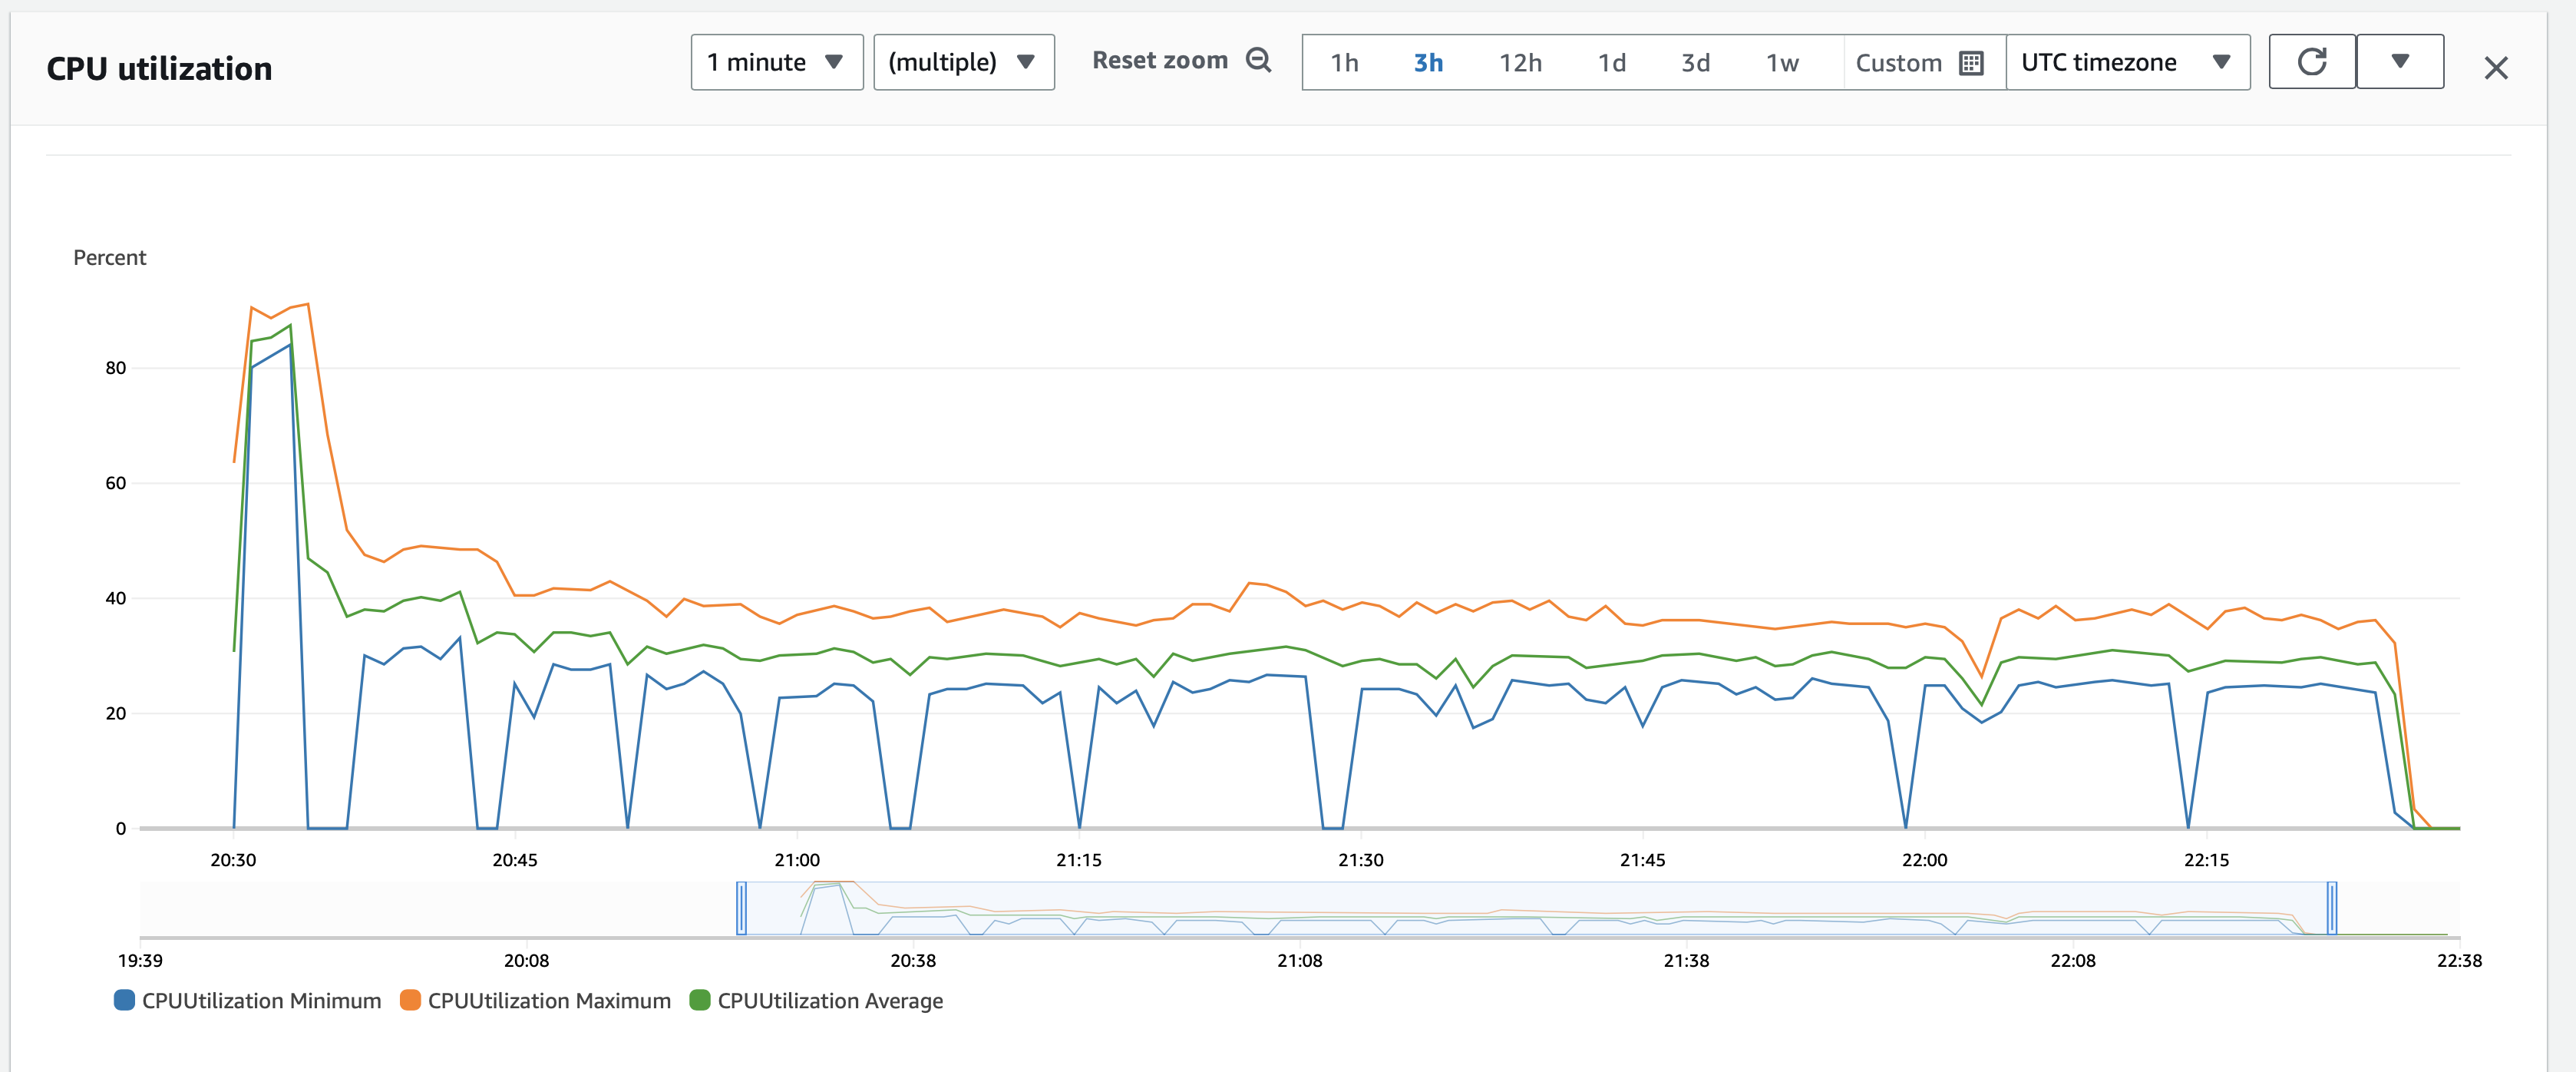 CPU utilization
1 minute
(multiple)
Reset zoom
1h 3h 12h 1d 3d 1w Custom
UTC timezone
Percent
80
60
40
20
0
20:30 20:45 21:00 21:15 21:30 21:45 22:00 22:15
19:39 20:08 20:38 21:08 21:38 22:08 22:38
CPUUtilization Minimum CPUUtilization Maximum CPUUtilization Average